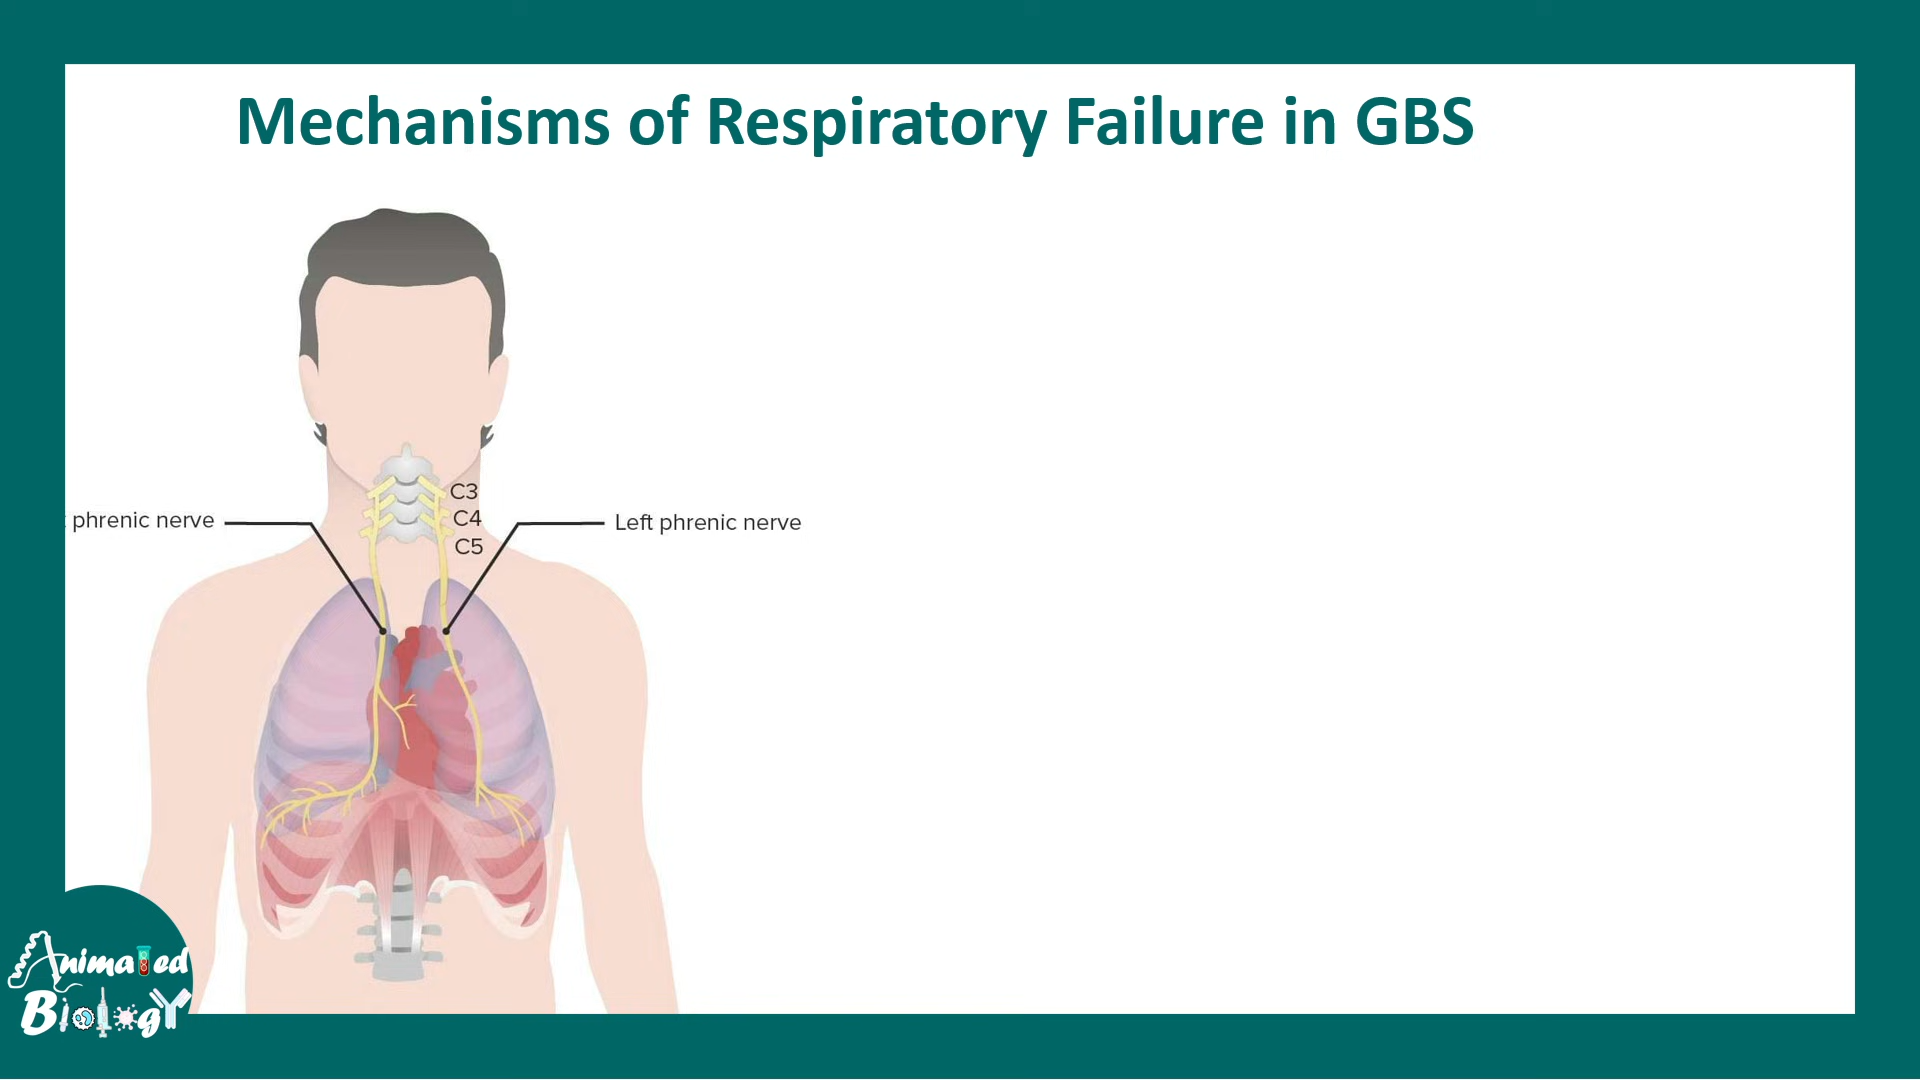 Mechanisms of Respiratory Failure in GBS
C3
phrenic nerve
C4
Left phrenic nerve
C5
Animated
Biology